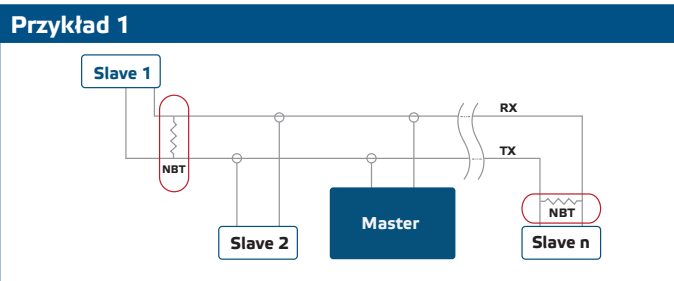 Przykład 1
Slave 1
RX
TX
NBT
NBT
Master
Slave 2
Slave n